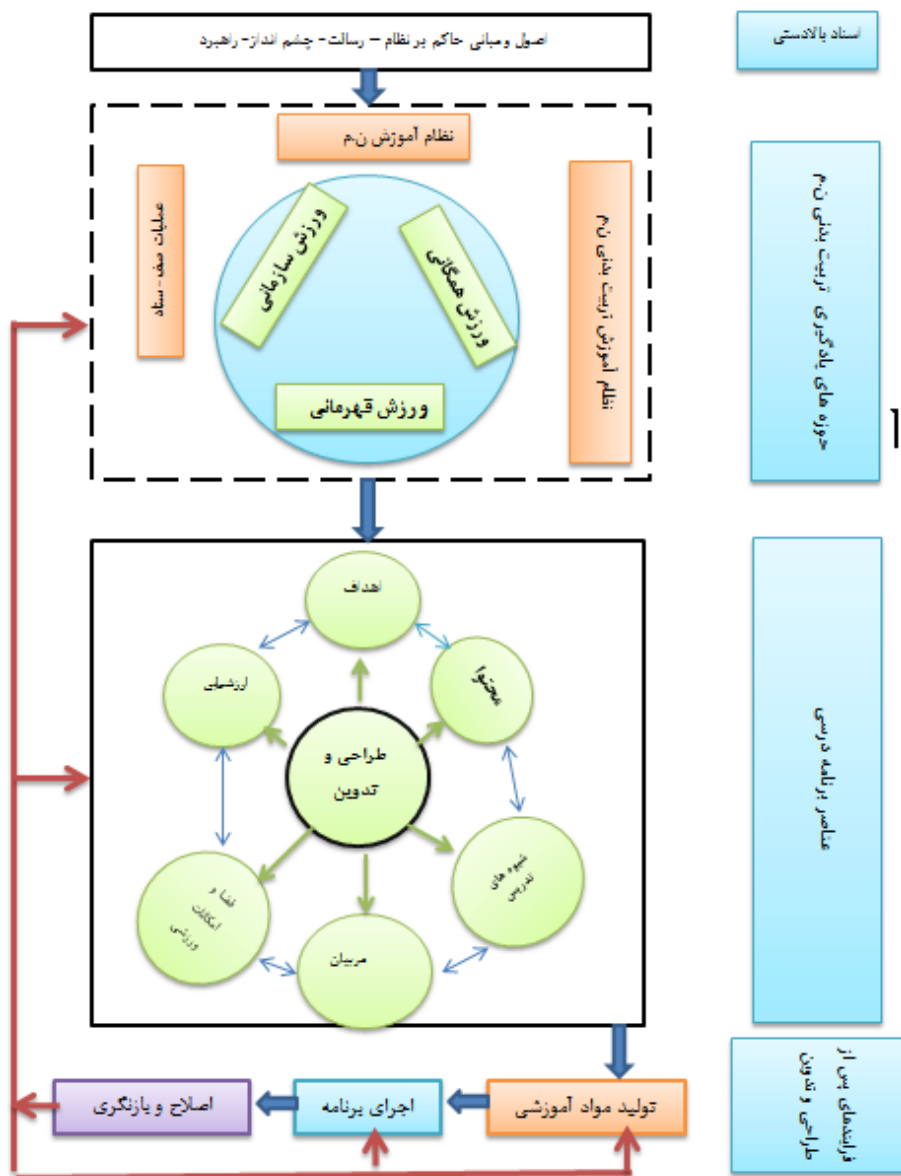 اصول و مبانی حاکم بر نظام – رسالت- چشم انداز- راهبرد
اسناد بالادستی
نظام آموزش ن.م
نظام آموزش تربیت بدنی ن.م
عملیات صف - ستاد
ورزش سازمانی
ورزش همگانی
ورزش قهرمانی
حوزه های یادگیری تربیت بدنی ن.م
اهداف
محتوا
ارزشیابی
طراحی و
تدوین
شیوه های
تدریس
فضا و
امکانات
ورزشی
مربیان
عناصر برنامه درسی
تولید مواد آموزشی
اجرای برنامه
اصلاح و بازنگری
فرایندهای پس از
طراحی و تدوین